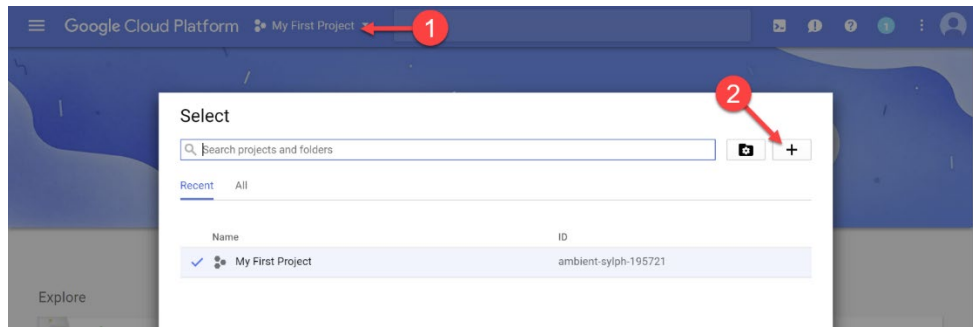 Google Cloud Platform My First Project 1 ? 1
2
Select
Search projects and folders
Recent All
Name ID
My First Project ambient-sylph-195721
Explore